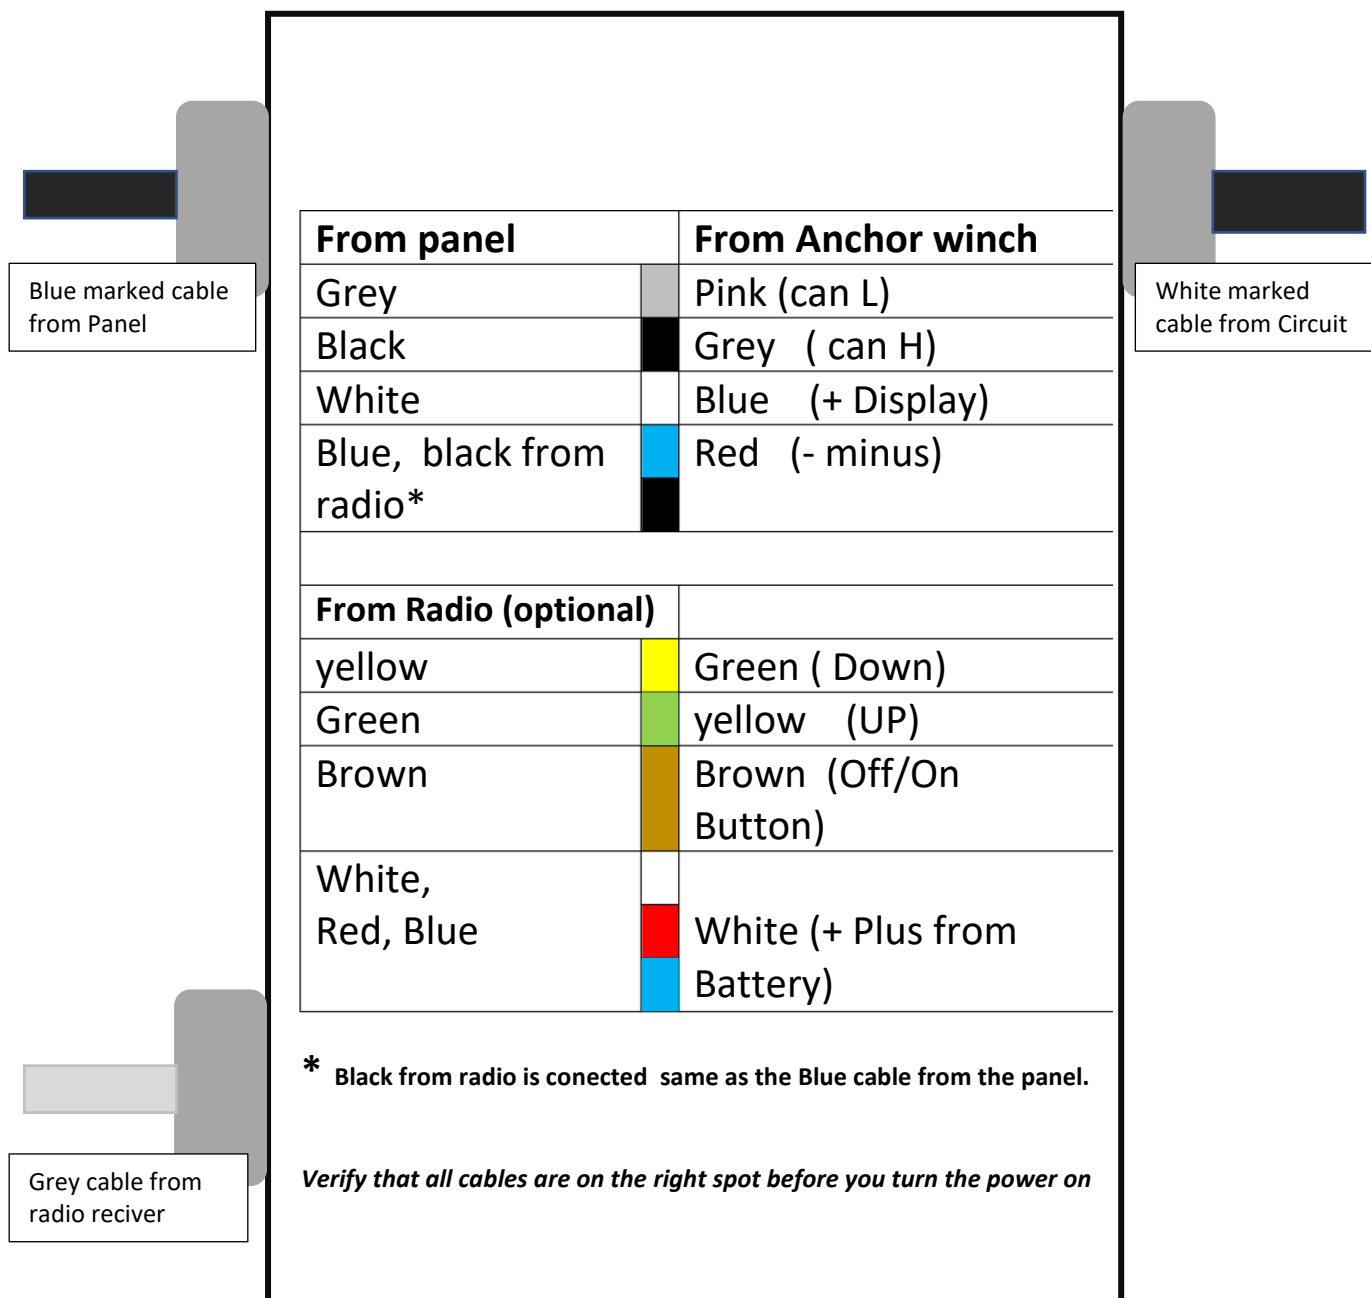 Blue marked cable
from Panel
White marked
cable from Circuit
From panel From Anchor winch
Grey Pink (can L)
Black Grey ( can H)
White Blue (+ Display)
Blue, black from Red (- minus)
radio*
From Radio (optional)
yellow Green ( Down)
Green yellow (UP)
Brown Brown (Off/On
Button)
White,
Red, Blue White (+ Plus from
Battery)
* Black from radio is conected same as the Blue cable from the panel.
Grey cable from
radio reciver
Verify that all cables are on the right spot before you turn the power on